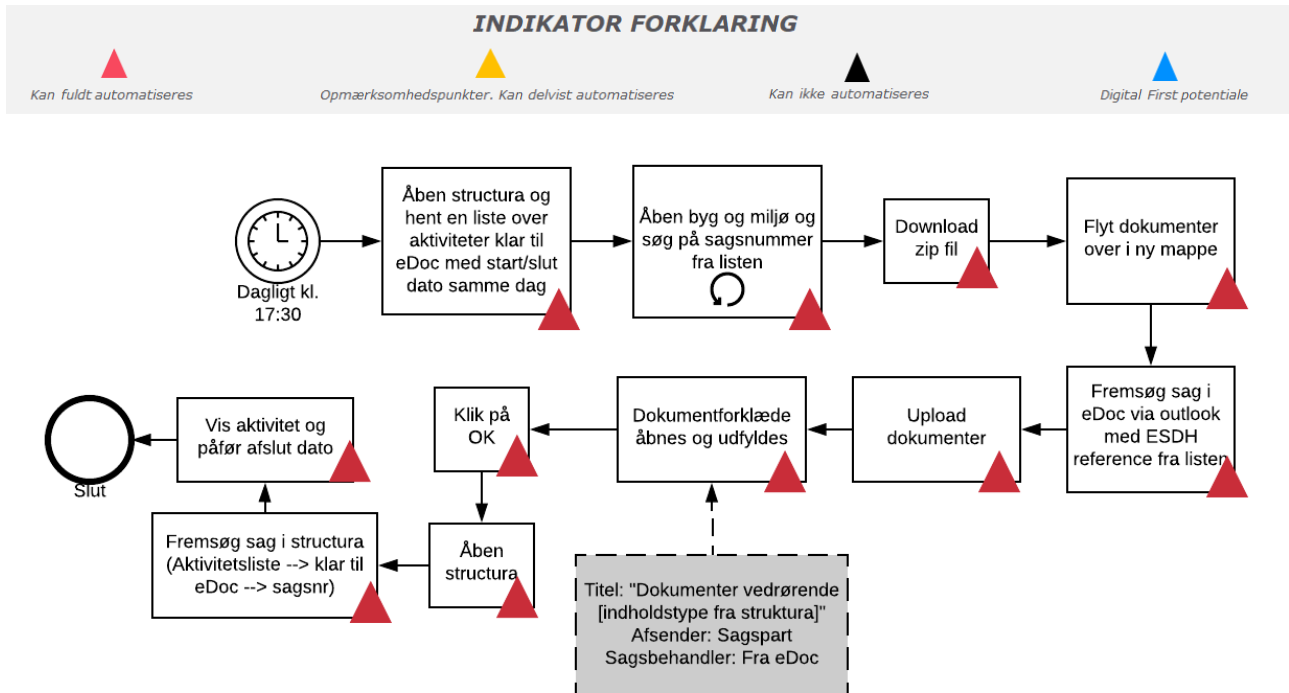 INDIKATOR FORKLARING
Kan fuldt automatiseres
Opmærksomhedspunkter. Kan delvist automatiseres
Kan ikke automatiseres
Digital First potentiale
Dagligt kl.
17:30
Åben structura og
hent en liste over
aktiviteter klar til
eDoc med start/slut
dato samme dag
Åben byg og miljø og
søg på sagsnummer
fra listen
Download
zip fil
Flyt dokumenter
over i ny mappe
Fremsøg sag i
eDoc via outlook
med ESDH
reference fra listen
Upload
dokumenter
Dokumentforklæde
åbnes og udfyldes
Titel: "Dokumenter vedrørende
[indholdstype fra struktura]"
Afsender: Sagspart
Sagsbehandler: Fra eDoc
Klik på
OK
Åben
structura
Fremsøg sag i structura
(Aktivitetsliste --> klar til
eDoc --> sagsnr)
Vis aktivitet og
påfør afslut dato
Slut